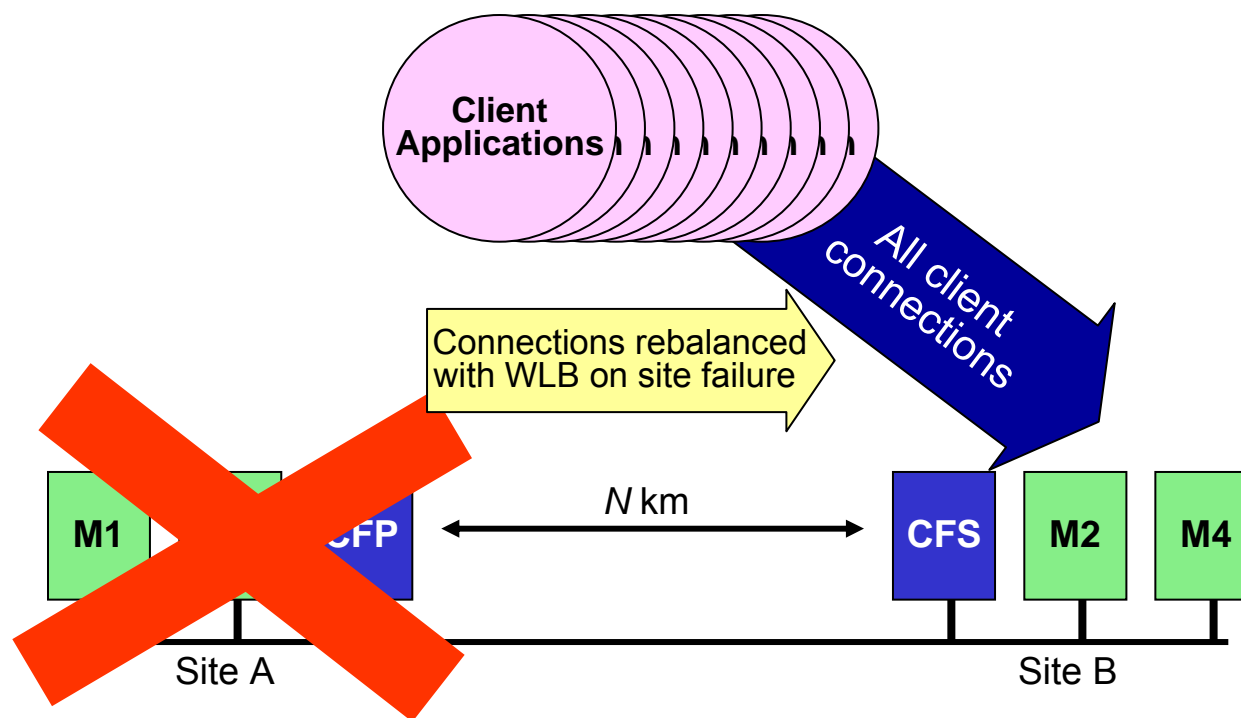 Client
Applications
n n n n n n n n n
All client
connections
Connections rebalanced
with WLB on site failure
M1
CFP
N km
CFS
M2
M4
Site A
Site B